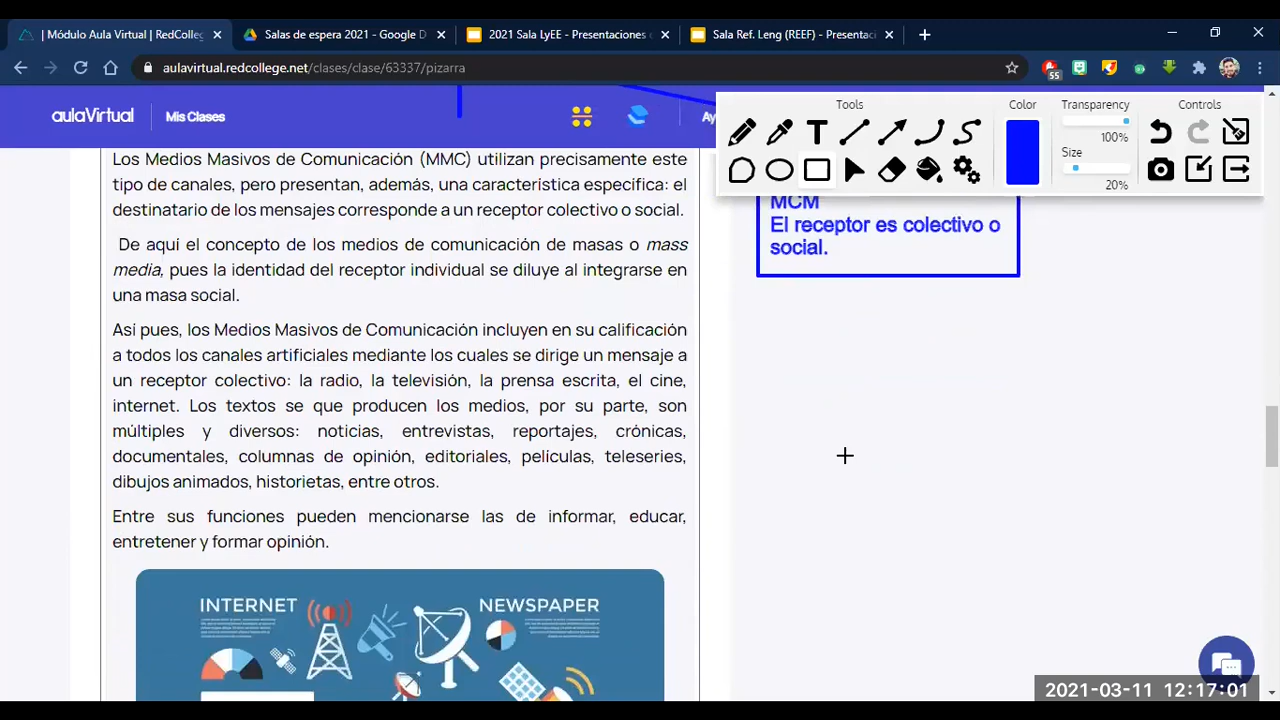 | Módulo Aula Virtual | RedColleg
Salas de espera 2021 - Google D
2021 Sala LyEE - Presentaciones
Sala Ref. Leng (REEF) - Presentaci
aulavirtual.redcollege.net/clases/clase/63337/pizarra
55
aulaVirtual
Mis Clases
Ay
Tools
Color
Transparency
Controls
100%
Size
20%
Los Medios Masivos de Comunicación (MMC) utilizan precisamente este
tipo de canales, pero presentan, además, una característica específica: el
destinatario de los mensajes corresponde a un receptor colectivo o social.
De aquí el concepto de los medios de comunicación de masas o mass
media, pues la identidad del receptor individual se diluye al integrarse en
una masa social.
Asi pues, los Medios Masivos de Comunicación incluyen en su calificación
a todos los canales artificiales mediante los cuales se dirige un mensaje a
un receptor colectivo: la radio, la televisión, la prensa escrita, el cine,
internet. Los textos se que producen los medios, por su parte, son
múltiples y diversos: noticias, entrevistas, reportajes, crónicas,
documentales, columnas de opinión, editoriales, películas, teleseries,
dibujos animados, historietas, entre otros.
Entre sus funciones pueden mencionarse las de informar, educar,
entretener y formar opinión.
MCM
El receptor es colectivo o
social.
INTERNET
NEWSPAPER
2021-03-11 12:17:01